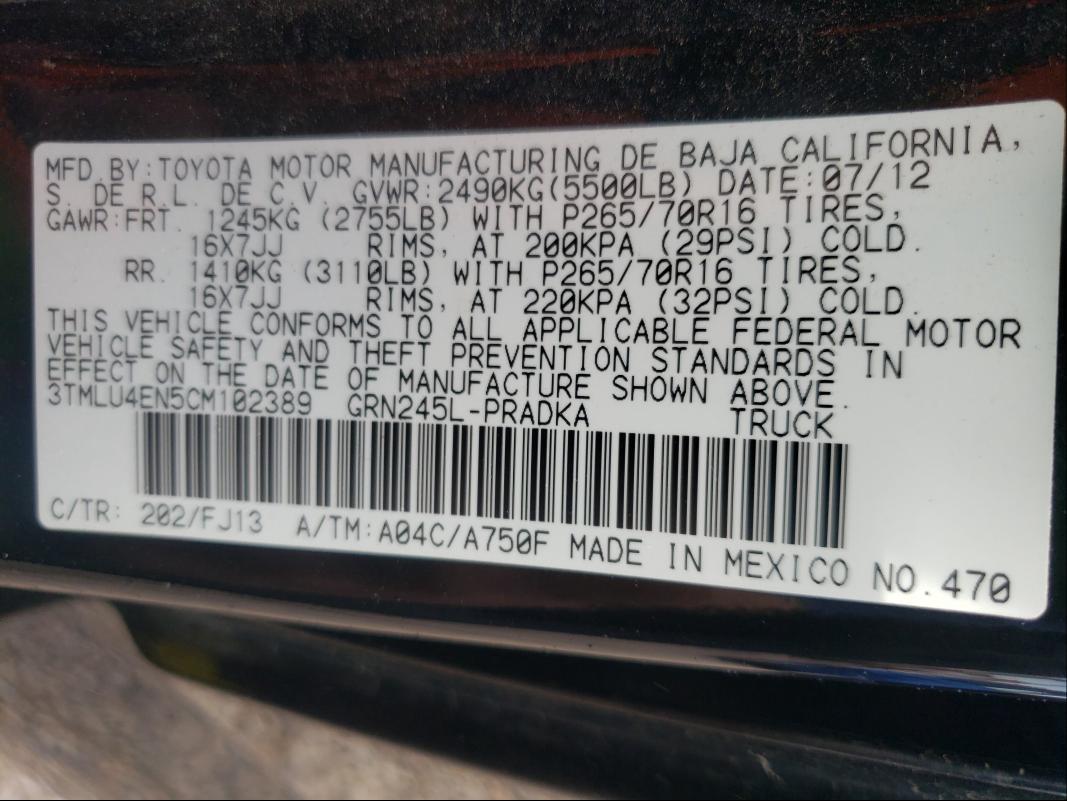 MFD.BY:TOYOTA MOTOR MANUFACTURING DE BAJA CALIFORNIA,
S. DE R.L. DE C.V. GVWR:2490KG(5500LB) DATE:07/12
GAWR:FRT. 1245KG (2755LB) WITH P265/70R16 TIRES,
16X7JJ RIMS, AT 200KPA (29PSI) COLD.
RR. 1410KG (3110LB) WITH P265/70R16 TIRES,
16X7JJ RIMS, AT 220KPA (32PSI) COLD.
THIS VEHICLE CONFORMS TO ALL APPLICABLE FEDERAL MOTOR
VEHICLE SAFETY AND THEFT PREVENTION STANDARDS IN
EFFECT ON THE DATE OF MANUFACTURE SHOWN ABOVE.
3TMLU4EN5CM102389 GRN245L-PRADKA TRUCK
C/TR: 202/FJ13 A/TM:A04C/A750F MADE IN MEXICO NO.470